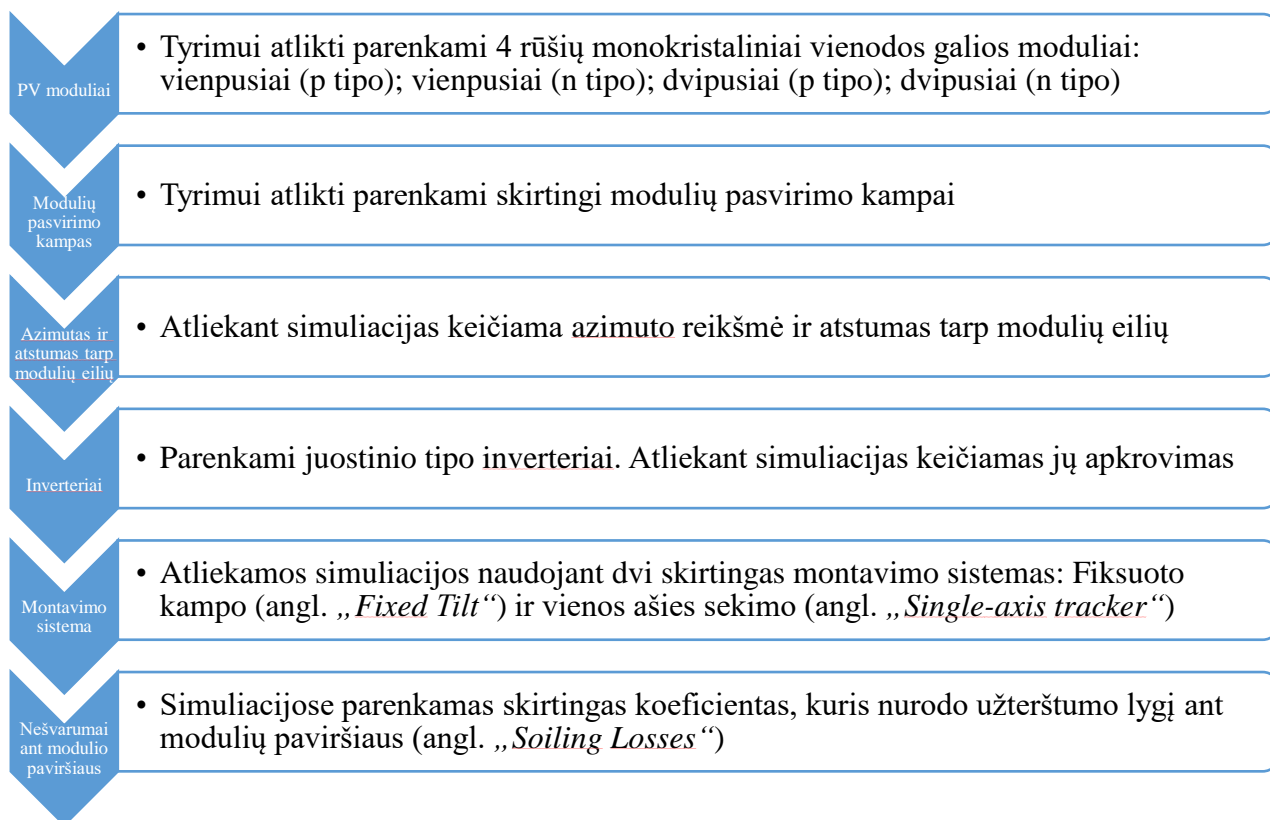 PV moduliai
• Tyrimui atlikti parenkami 4 rūšių monokristaliniai vienodos galios moduliai:
vienpusiai (p tipo); vienpusiai (n tipo); dvipusiai (p tipo); dvipusiai (n tipo)
Modulių
pasvirimo
kampas
• Tyrimui atlikti parenkami skirtingi modulių pasvirimo kampai
Azimutas ir
atstumas tarp
modulių eilių
• Atliekant simuliacijas keičiama azimuto reikšmė ir atstumas tarp modulių eilių
Inverteriai
• Parenkami juostinio tipo inverteriai. Atliekant simuliacijas keičiamas jų apkrovimas
Montavimo
sistema
• Atliekamos simuliacijos naudojant dvi skirtingas montavimo sistemas: Fiksuoto
kampo (angl. „Fixed Tilt“) ir vienos ašies sekimo (angl. „Single-axis tracker“)
Nešvarumai
ant modulio
paviršiaus
• Simuliacijose parenkamas skirtingas koeficientas, kuris nurodo užterštumo lygį ant
modulių paviršiaus (angl. „Soiling Losses“)